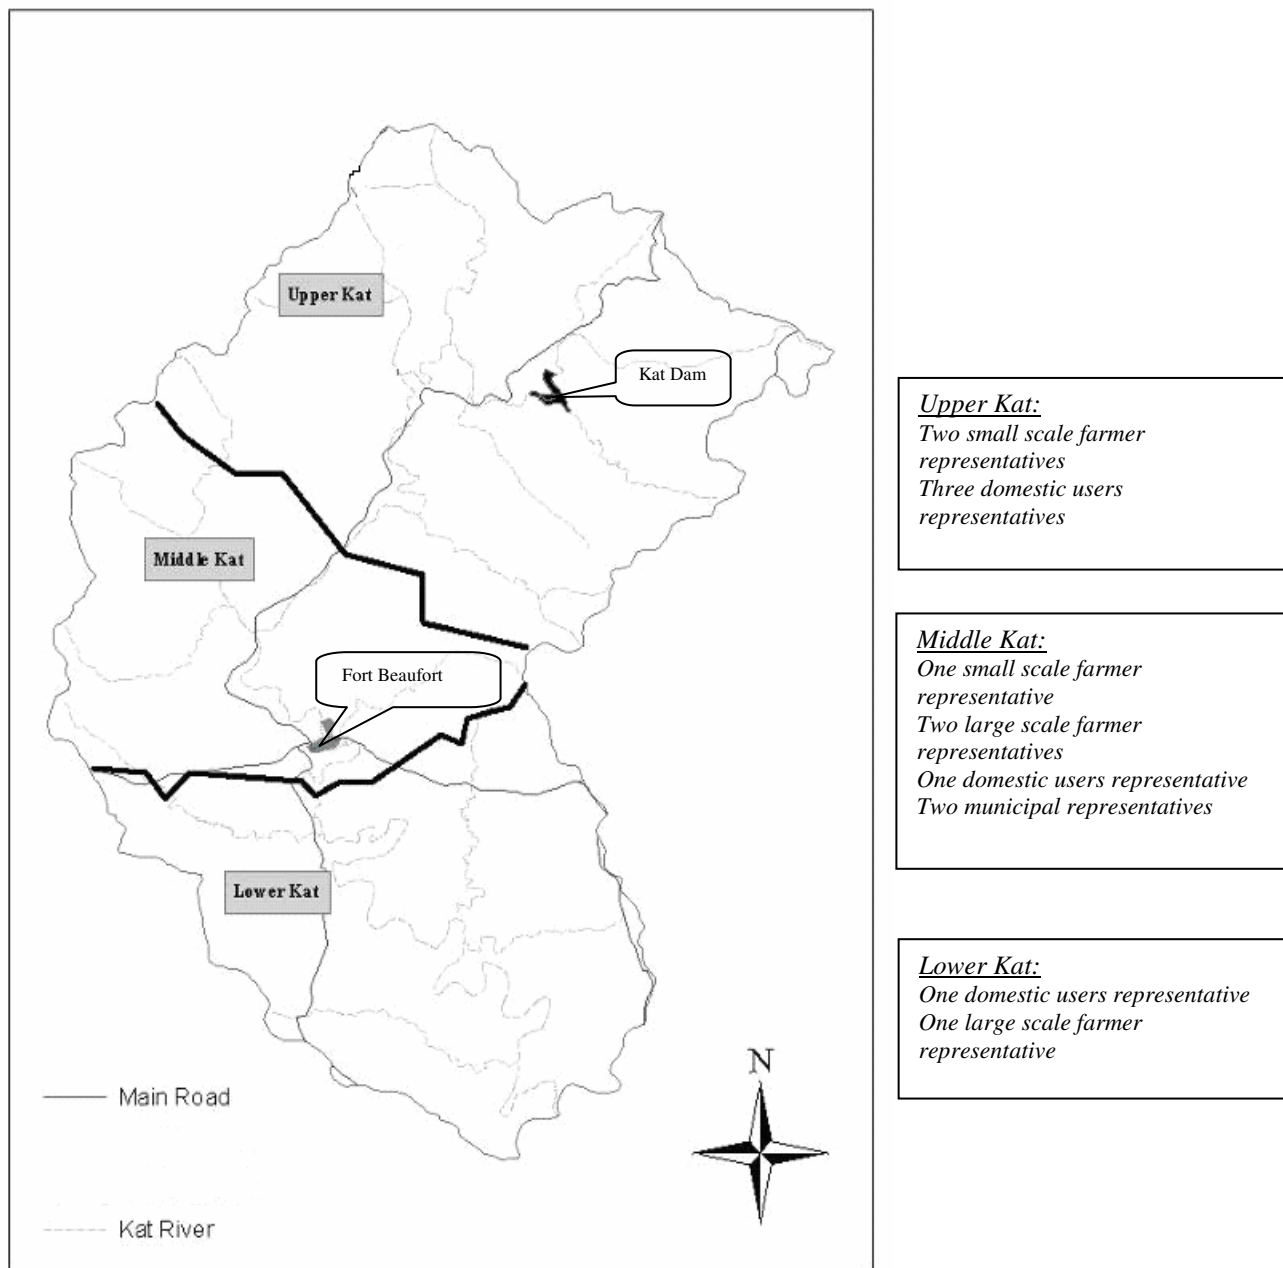 Upper Kat
Kat Dam
Middle Kat
Fort Beaufort
Lower Kat
Main Road
Kat River
N
Upper Kat:
Two small scale farmer
representatives
Three domestic users
representatives
Middle Kat:
One small scale farmer
representative
Two large scale farmer
representatives
One domestic users representative
Two municipal representatives
Lower Kat:
One domestic users representative
One large scale farmer
representative